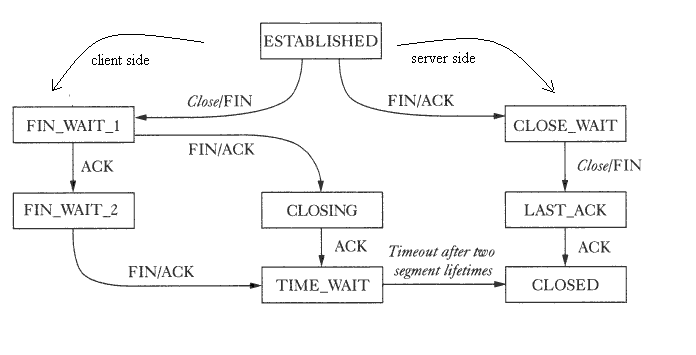 ESTABLISHED
client side
server side
Close/FIN
FIN/ACK
FIN_WAIT_1
CLOSE_WAIT
FIN/ACK
ACK
Close/FIN
FIN_WAIT_2
CLOSING
LAST_ACK
ACK
Timeout after two
segment lifetimes
ACK
FIN/ACK
TIME_WAIT
CLOSED